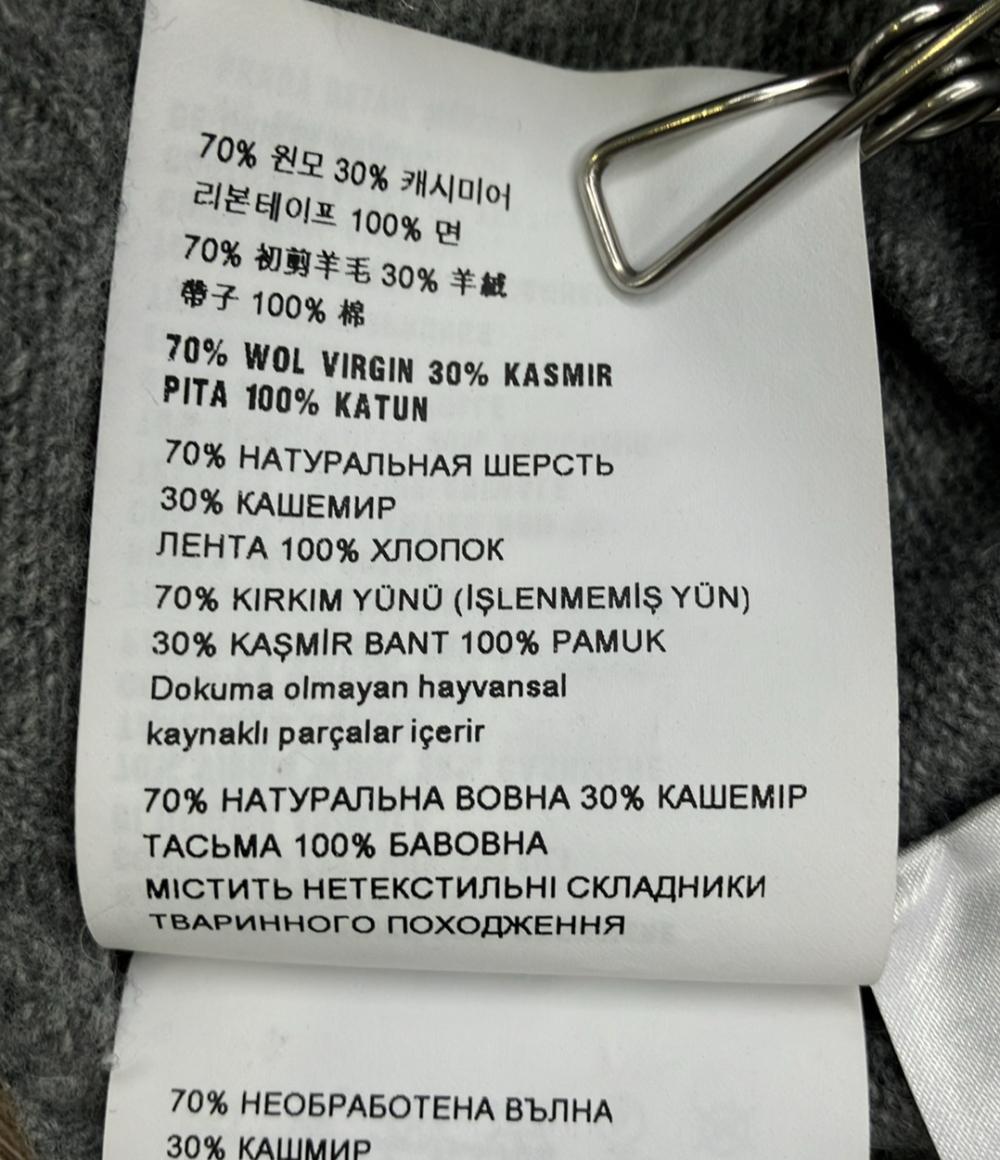 70% 원모 30% 캐시미어
리본테이프 100% 면
70% 初剪羊毛 30% 羊絨
帶子 100% 棉
70% WOL VIRGIN 30% KASMIR
PITA 100% KATUN
70% НАТУРАЛЬНАЯ ШЕРСТЬ
30% КАШЕМИР
ЛЕНТА 100% ХЛОПОК
70% KIRKIM YÜNÜ (İŞLENMEMİŞ YÜN)
30% KAŞMİR BANT 100% PAMUK
Dokuma olmayan hayvansal
kaynaklı parçalar içerir
70% НАТУРАЛЬНА ВОВНА 30% КАШЕМІР
ТАСЬМА 100% БАВОВНА
МІСТИТЬ НЕТЕКСТИЛЬНІ СКЛАДНИКИ
ТВАРИННОГО ПОХОДЖЕННЯ
70% НЕОБРАБОТЕНА ВЪЛНА
30% КАШМИР